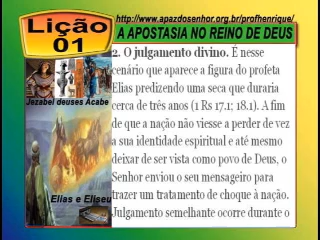 Lição
01
http://www.apazdosenhor.org.br/profhenrique/
A APOSTASIA NO REINO DE DEUS
Jezabel deuses Acabe
Elias e Eliseu
2. O julgamento divino. É nesse
cenário que aparece a figura do profeta
Elias predizendo uma seca que duraria
cerca de três anos (1 Rs 17.1; 18.1). A fim
de que a nação não viesse a perder de vez
a sua identidade espiritual e até mesmo
deixar de ser vista como povo de Deus, o
Senhor enviou o seu mensageiro para
trazer um tratamento de choque à nação.
Julgamento semelhante ocorre durante o